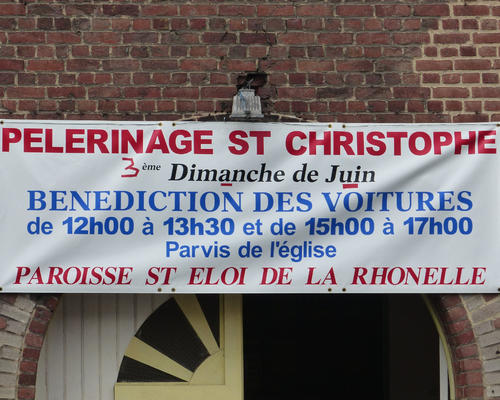 PELERINAGE ST CHRISTOPHE
3ème Dimanche de Juin
BENEDICTION DES VOITURES
de 12h00 à 13h30 et de 15h00 à 17h00
Parvis de l'église
PAROISSE ST ELOI DE LA RHONELLE